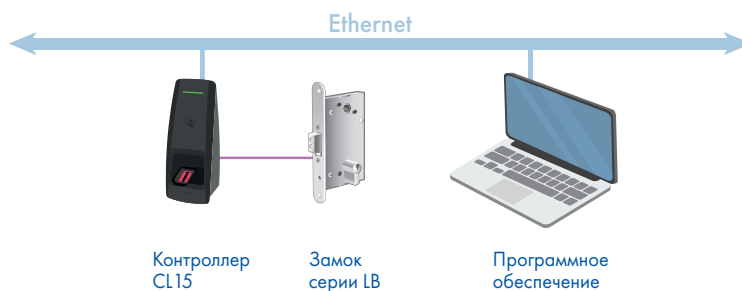 Ethernet
Контроллер
CL15
Замок
серии LB
Программное
обеспечение